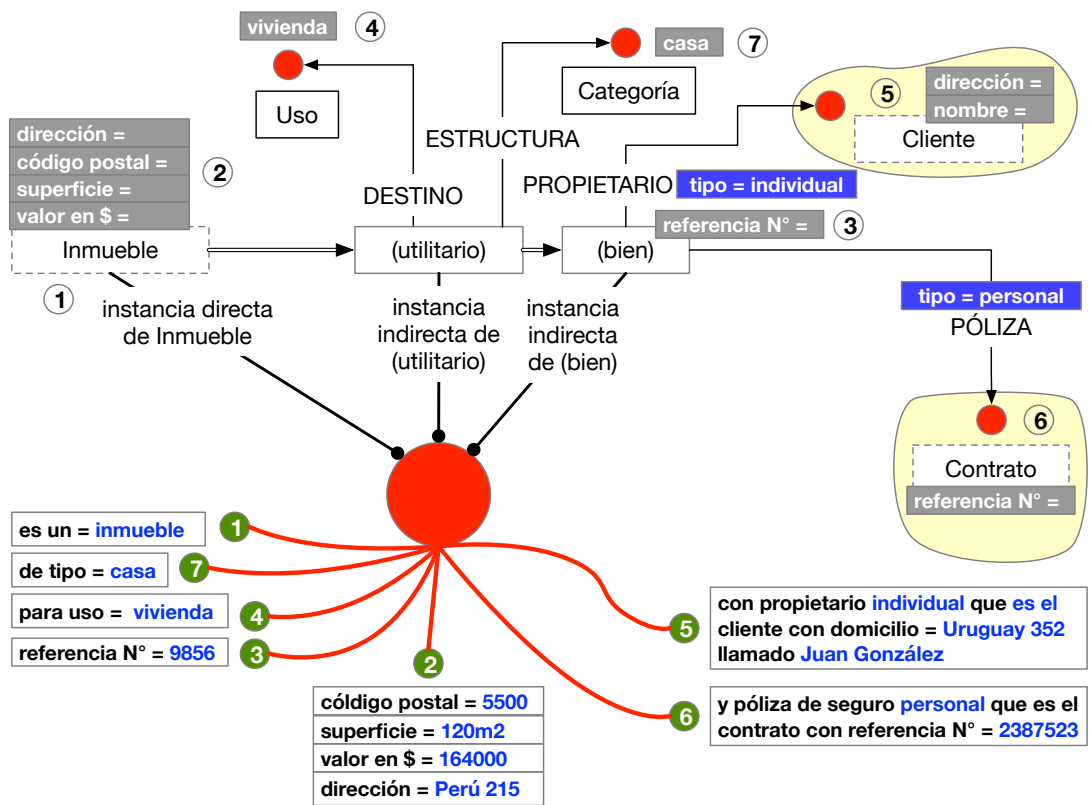 vivienda
4
Uso
casa
7
Categoría
5
dirección =
nombre =
Cliente
dirección =
código postal =
superficie =
valor en $ =
2
Inmueble
1
ESTRUCTURA
DESTINO
PROPIETARIO
tipo = individual
referencia N° =
3
(utilitario)
(bien)
tipo = personal
PÓLIZA
instancia directa
de Inmueble
instancia
indirecta de
(utilitario)
instancia
indirecta
de (bien)
6
Contrato
referencia N° =
es un = inmueble
1
de tipo = casa
7
para uso = vivienda
4
referencia N° = 9856
3
2
cóldigo postal = 5500
superficie = 120m2
valor en $ = 164000
dirección = Perú 215
5
con propietario individual que es el
cliente con domicilio = Uruguay 352
llamado Juan González
6
y póliza de seguro personal que es el
contrato con referencia N° = 2387523